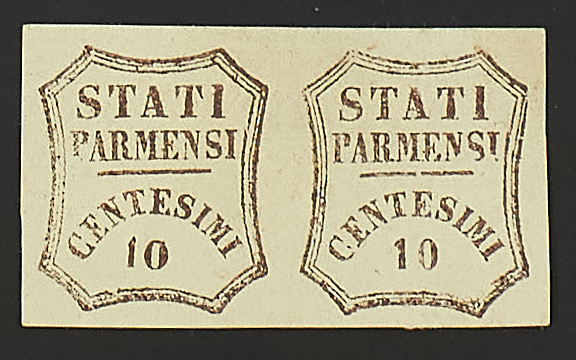 STATI
PARMENSI
CENTESIMI
10
STATI
PARMENSI
CENTESIMI
10